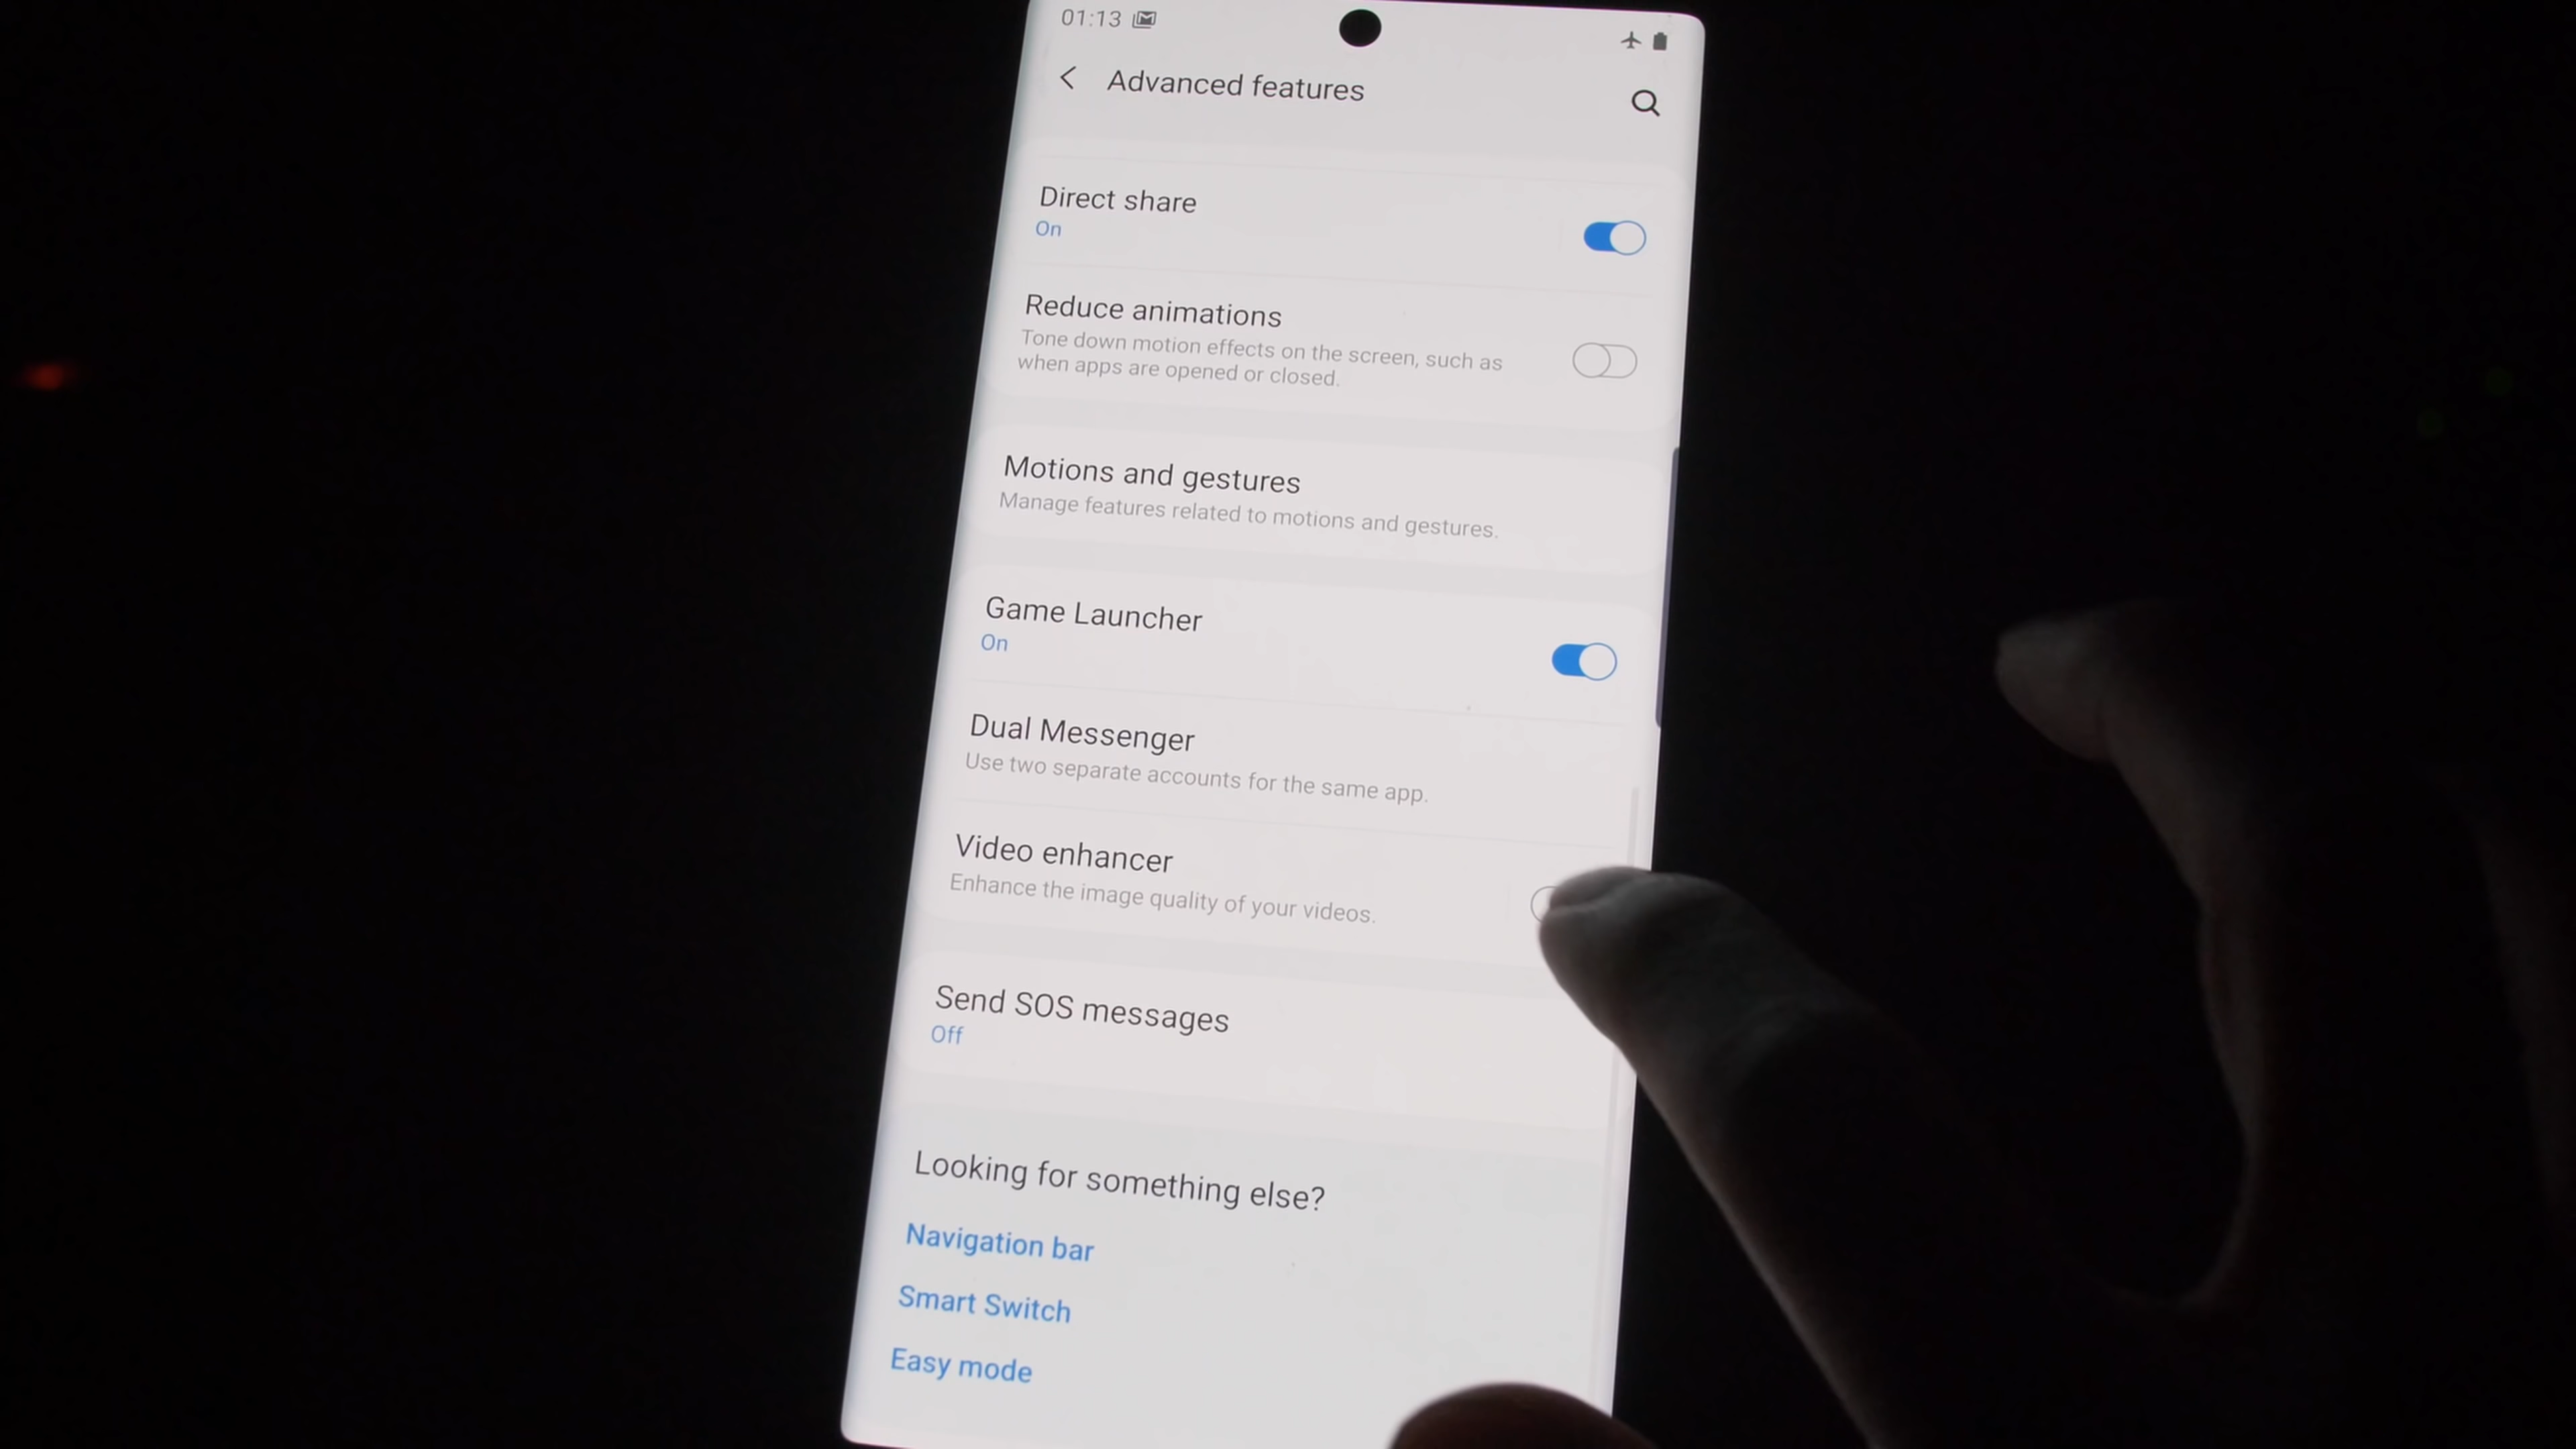 01:13
Advanced features
Direct share
On
Reduce animations
Tone down motion effects on the screen, such as
when apps are opened or closed.
Motions and gestures
Manage features related to motions and gestures.
Game Launcher
On
Dual Messenger
Use two separate accounts for the same app.
Video enhancer
Enhance the image quality of your videos.
Send SOS messages
Off
Looking for something else?
Navigation bar
Smart Switch
Easy mode